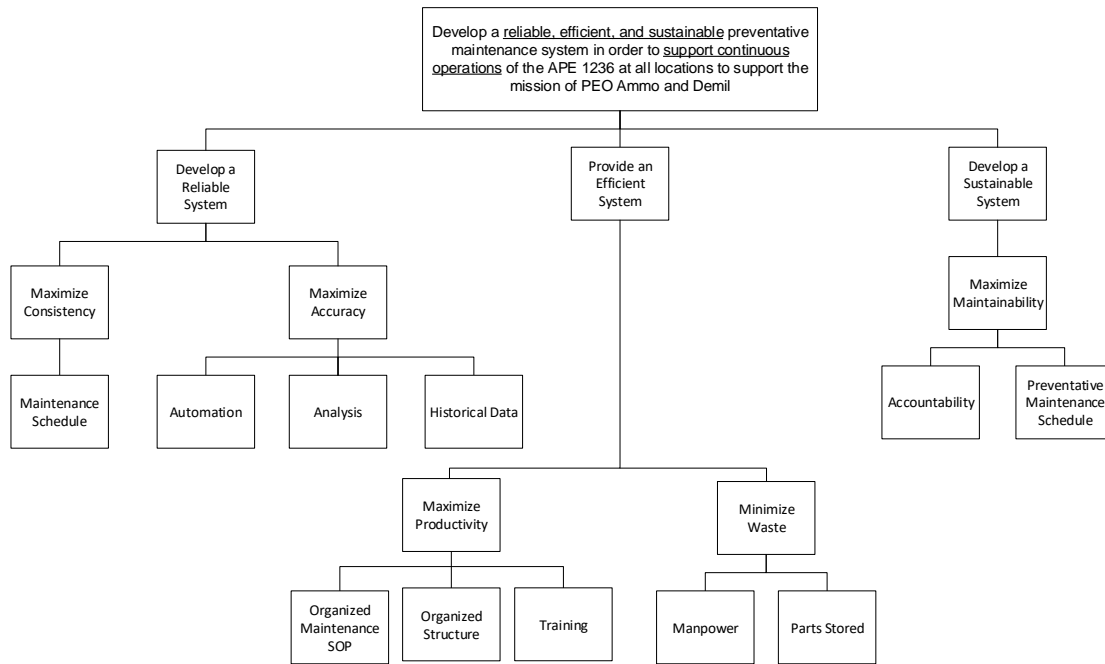 Develop a reliable, efficient, and sustainable preventative
maintenance system in order to support continuous
operations of the APE 1236 at all locations to support the
mission of PEO Ammo and Demil
Develop a
Reliable
System
Provide an
Efficient
System
Develop a
Sustainable
System
Maximize
Consistency
Maximize
Accuracy
Maximize
Maintainability
Maintenance
Schedule
Automation
Analysis
Historical Data
Accountability
Preventative
Maintenance
Schedule
Maximize
Productivity
Minimize
Waste
Organized
Maintenance
SOP
Organized
Structure
Training
Manpower
Parts Stored